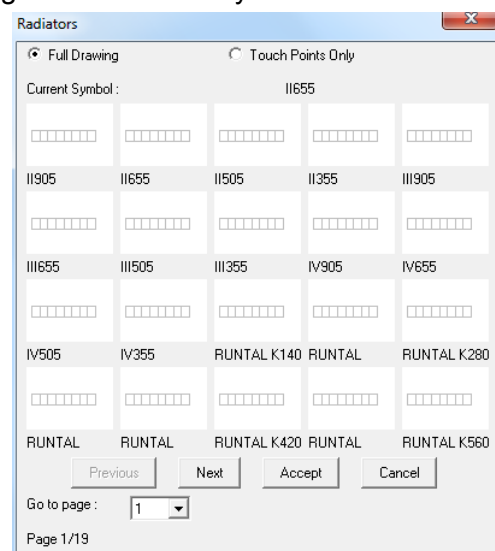 Radiators
Full Drawing Touch Points Only
Current Symbol : II655
II905 II655 II505 II355 III905
III655 III505 III355 IV905 IV655
IV505 IV355 RUNTAL K140 RUNTAL RUNTAL K280
RUNTAL RUNTAL RUNTAL K420 RUNTAL RUNTAL K560
Previous Next Accept Cancel
Go to page : 1
Page 1/19